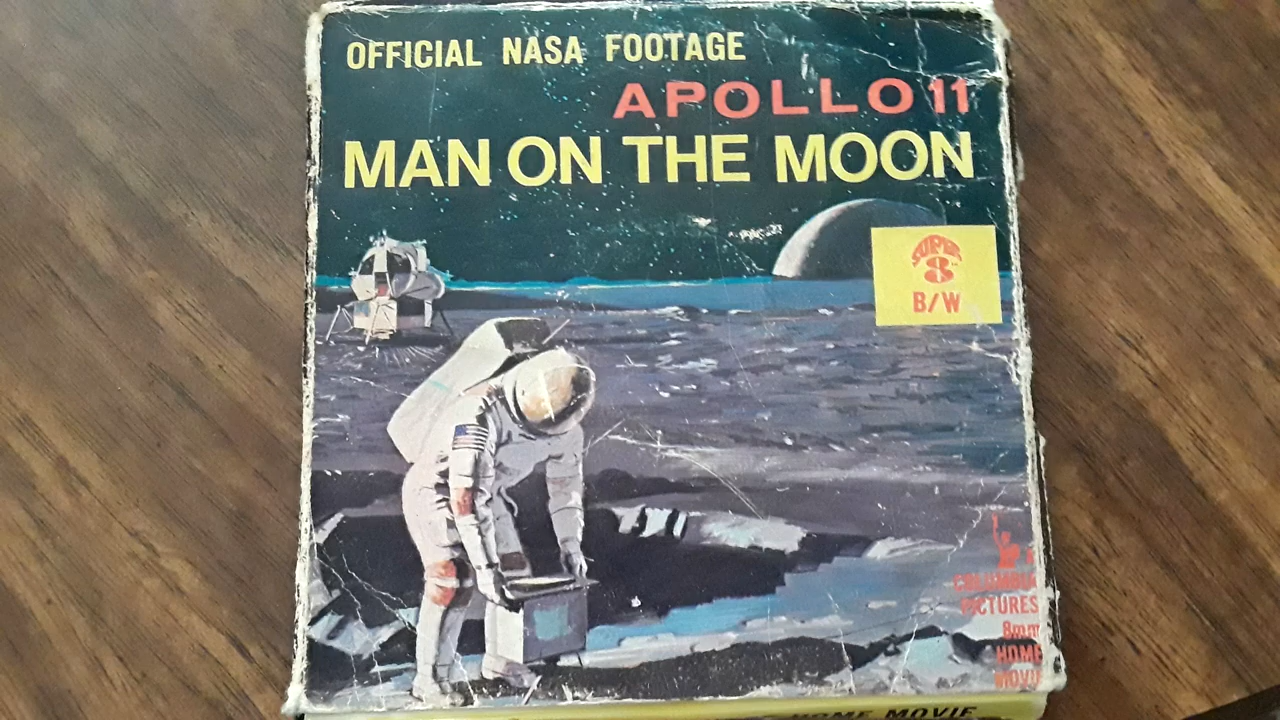 OFFICIAL NASA FOOTAGE
APOLLO 11
MAN ON THE MOON
SUPER
8
B/W
COLUMBIA
PICTURES
8mm
HOME
MOVIE
HOME MOVIE